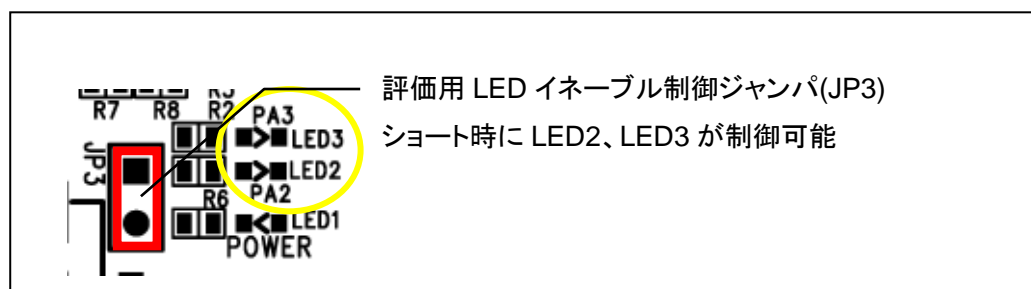 評価用 LED イネーブル制御ジャンパ(JP3)
ショート時に LED2、LED3 が制御可能
R7 R8 R2 PA3
LED3
JP3
LED2
R6 PA2
LED1
POWER